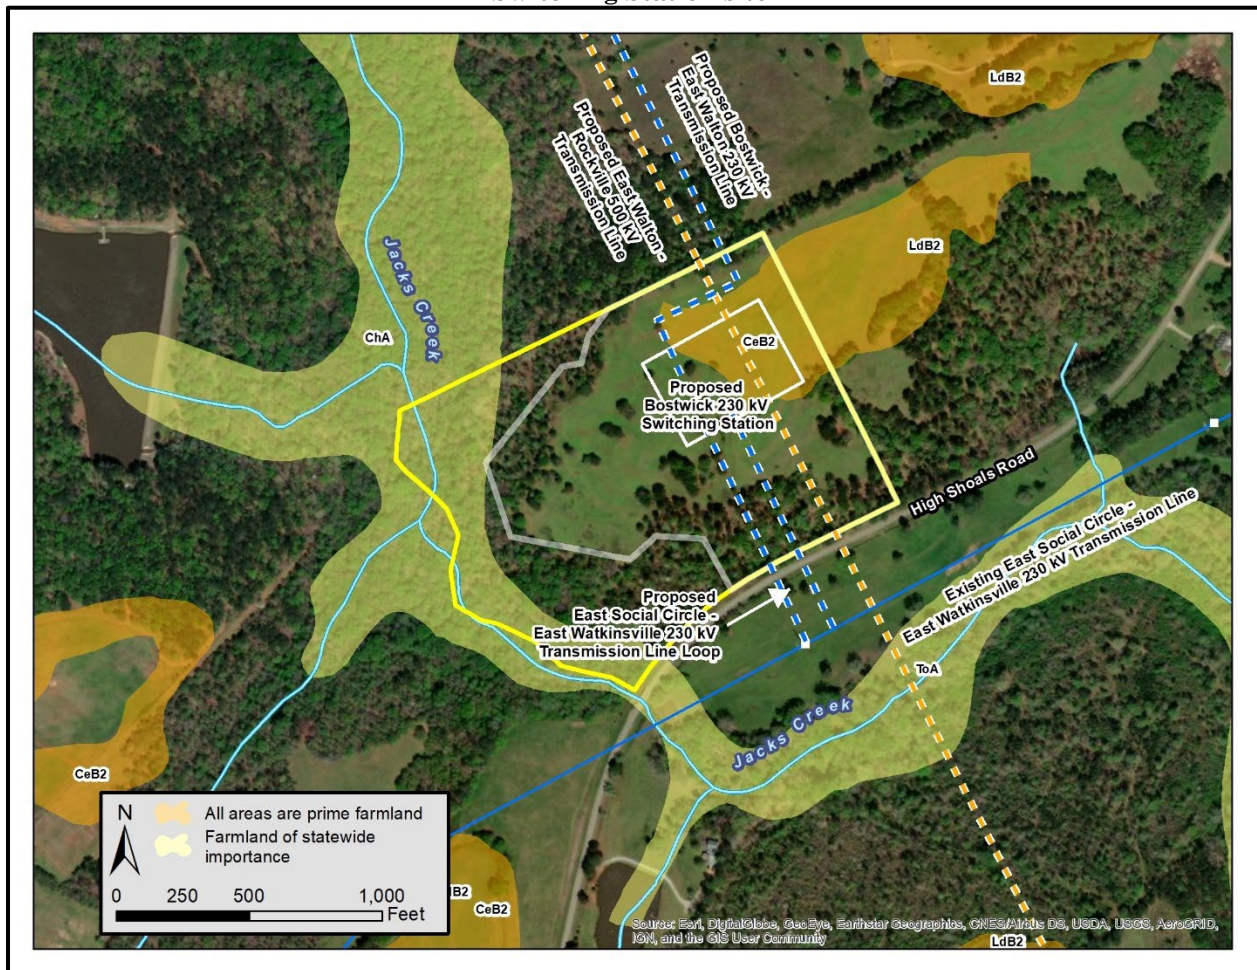 Proposed Bostwick -
East Walton 230 kV
Transmission Line
Proposed East Walton -
Rockville 500 kV
Transmission Line
LdB2
LdB2
Jacks Creek
ChA
CeB2
Proposed
Bostwick 230 kV
Switching Station
High Shoals Road
Existing East Social Circle -
East Watkinsville 230 kV Transmission Line
Proposed
East Social Circle -
East Watkinsville 230 kV
Transmission Line Loop
ToA
Jacks Creek
CeB2
N
All areas are prime farmland
Farmland of statewide
importance
0 250 500 1,000
Feet
CeB2
Source: Esri, DigitalGlobe, GeoEye, Earthstar Geographics, CNES/Airbus DS, USDA, USGS, AeroGRID,
IGN, and the GIS User Community
LdB2